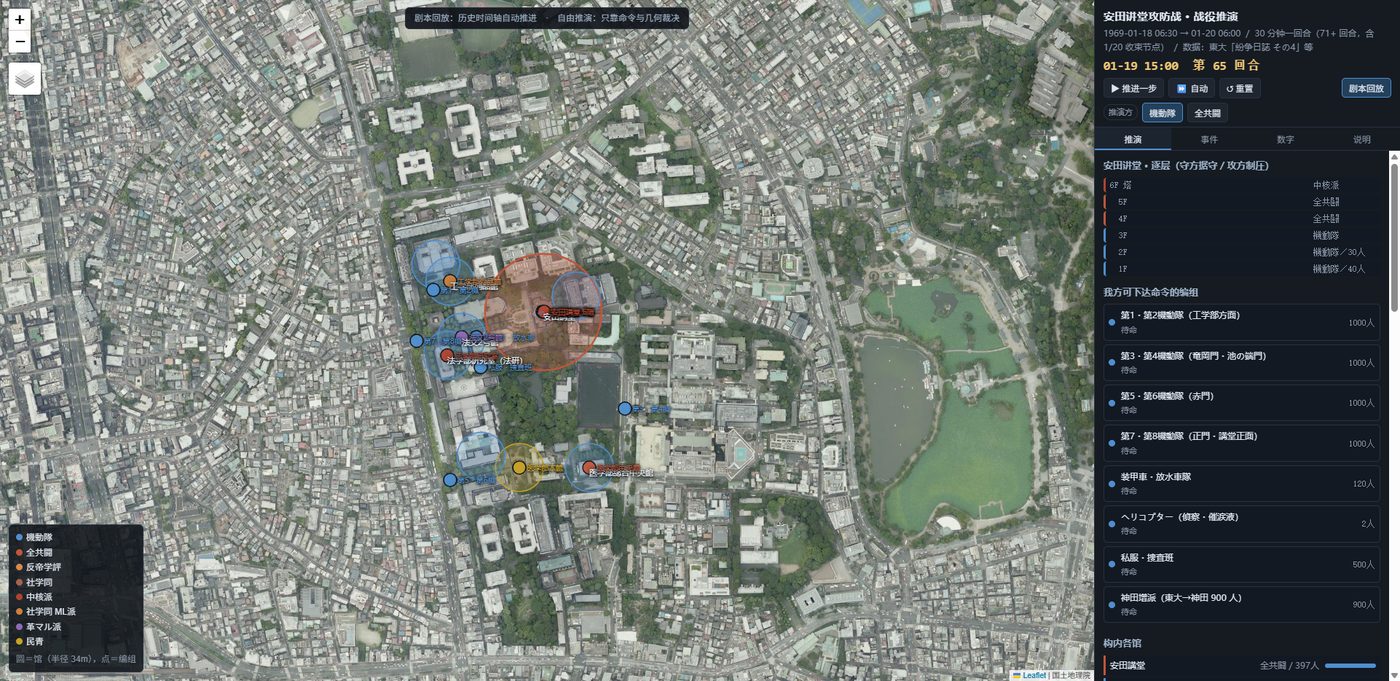 +
−
剧本回放：历史时间轴自动推进 · 自由推演：只靠命令与几何裁决
安田讲堂攻防战・战役推演
1969-01-18 06:30 → 01-20 06:00 / 30 分钟一回合（71+ 回合，含
1/20 收束节点） / 数据：東大「紛争日誌 その4」等
01-19 15:00 第 65 回合
▶ 推进一步
⏩ 自动
↺ 重置
剧本回放
推演方
機動隊
全共闘
推演
事件
数字
说明
安田讲堂・逐层（守方据守 / 攻方制圧）
6F 塔 中核派
5F 全共闘
4F 全共闘
3F 機動隊
2F 機動隊／30人
1F 機動隊／40人
我方可下达命令的编组
第1・第2機動隊（工学部方面） 1000人
待命
第3・第4機動隊（竜岡門・池の端門） 1000人
待命
第5・第6機動隊（赤門） 1000人
待命
第7・第8機動隊（正門・講堂正面） 1000人
待命
装甲車・放水車隊 120人
待命
ヘリコプター（偵察・催涙液） 2人
待命
私服・捜査班 500人
待命
神田増派（東大→神田 900 人） 900人
待命
构内各馆
安田講堂 全共闘 / 397人
法学部研究室（法研）
機動隊
全共闘
反帝学評
社学同
中核派
社学同 ML派
革マル派
民青
圆＝馆（半径 34m），点＝编组
Leaflet | 国土地理院